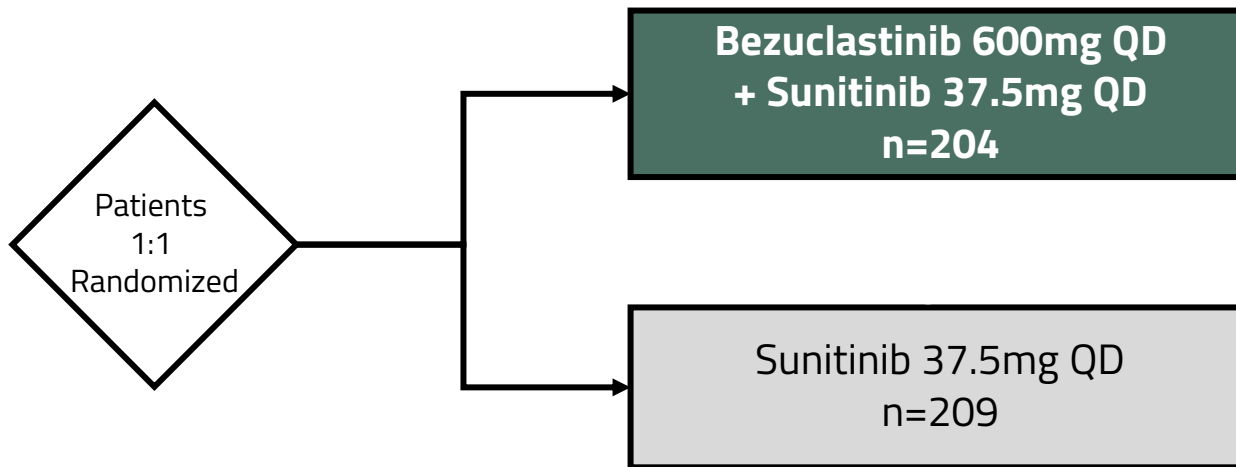 Patients
1:1
Randomized
Bezuclastinib 600mg QD
+ Sunitinib 37.5mg QD
n=204
Sunitinib 37.5mg QD
n=209